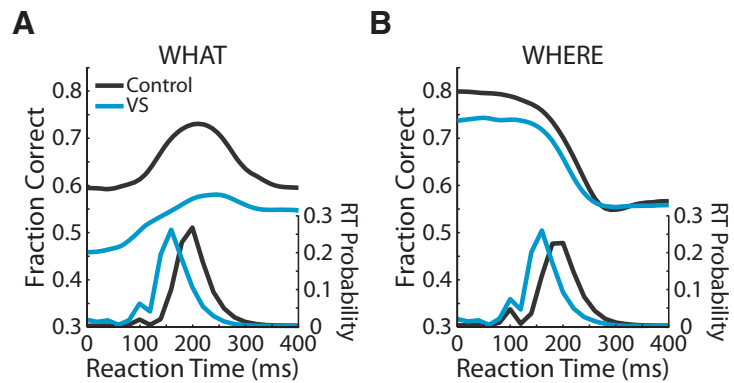 A
B
WHAT
WHERE
Control
VS
Fraction Correct
0.8
0.7
0.6
0.5
0.4
0.3
RT Probability
0.3
0.2
0.1
0
0 100 200 300 400
Reaction Time (ms)
Fraction Correct
0.8
0.7
0.6
0.5
0.4
0.3
RT Probability
0.3
0.2
0.1
0
0 100 200 300 400
Reaction Time (ms)